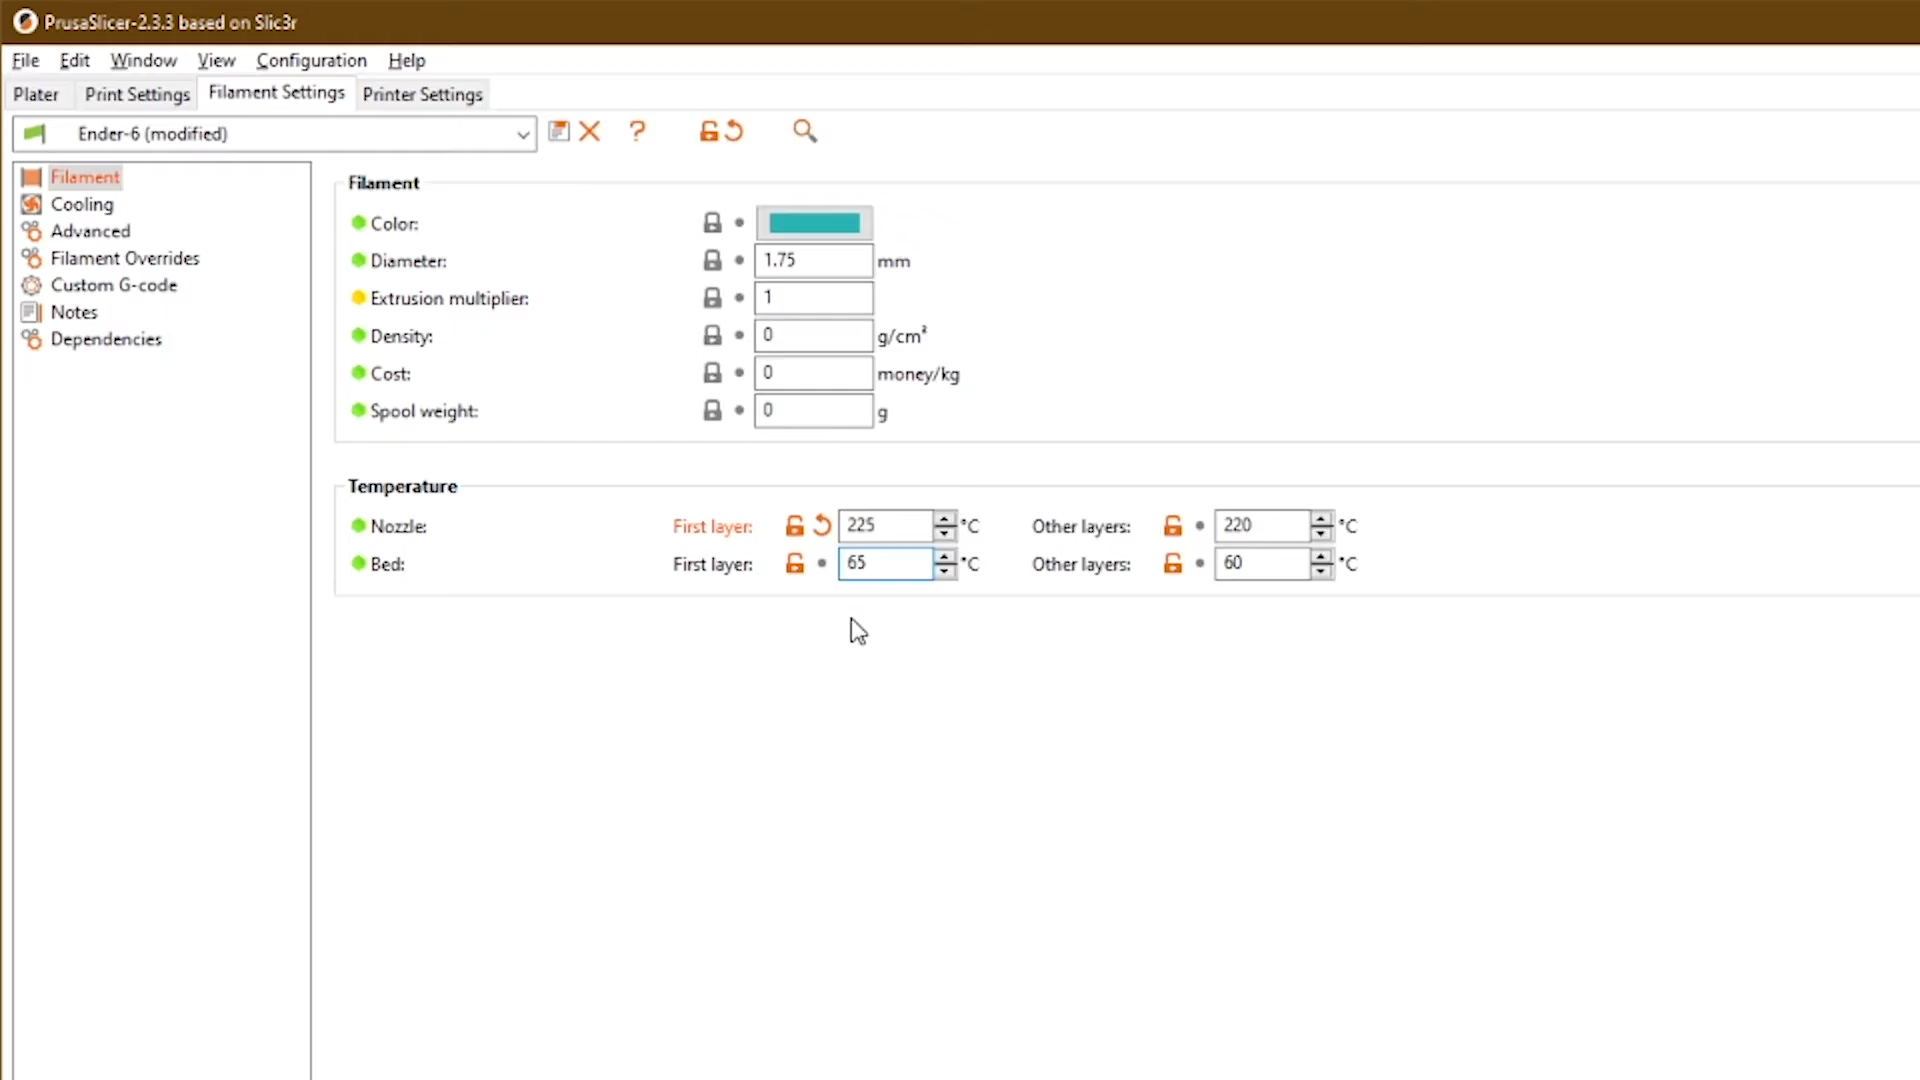 PrusaSlicer-2.3.3 based on Slic3r
File Edit Window View Configuration Help
Plater Print Settings Filament Settings Printer Settings
Ender-6 (modified)
Filament
Cooling
Advanced
Filament Overrides
Custom G-code
Notes
Dependencies
Filament
Color:
Diameter: 1.75 mm
Extrusion multiplier: 1
Density: 0 g/cm³
Cost: 0 money/kg
Spool weight: 0 g
Temperature
Nozzle: First layer: 225 °C Other layers: 220 °C
Bed: First layer: 65 °C Other layers: 60 °C